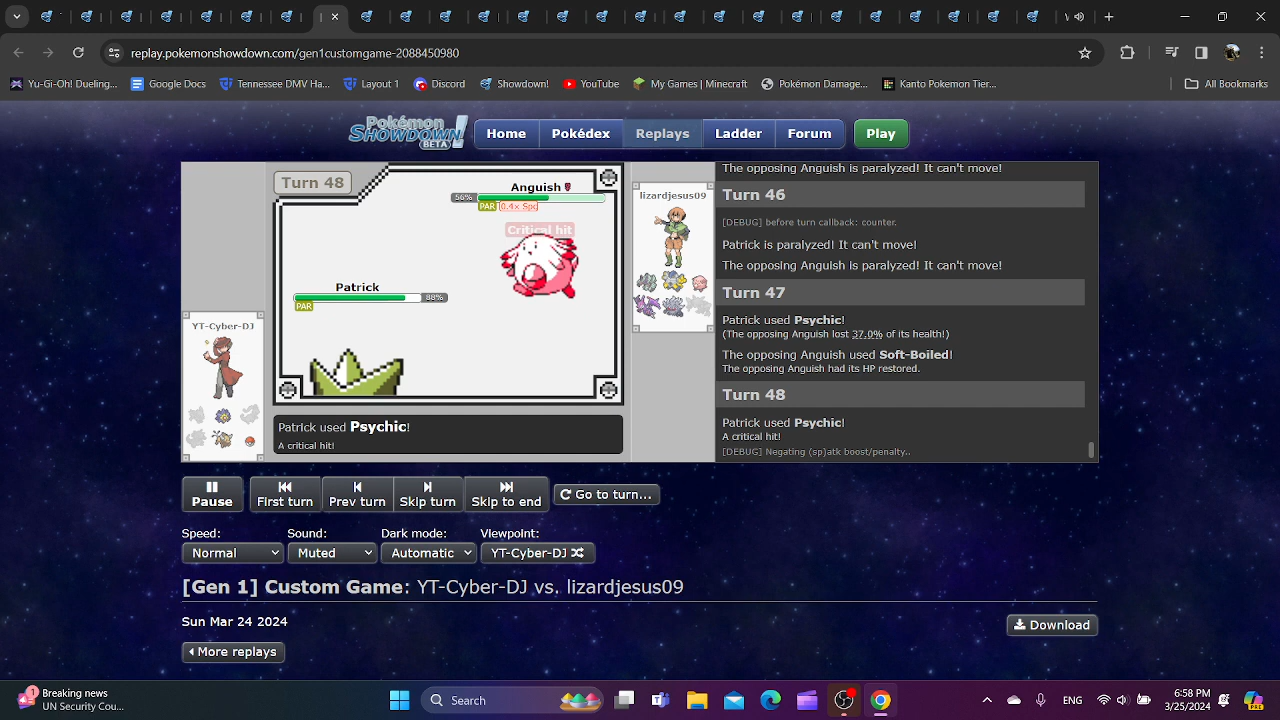 replay.pokemonshowdown.com/gen1customgame-2088450980
Yu-Gi-Oh! Dueling...
Google Docs
Tennessee DMV Ha...
Layout 1
Discord
Showdown!
YouTube
My Games | Minecraft
Pokémon Damage...
Kanto Pokemon Tier...
All Bookmarks
Pokémon
SHOWDOWN!
BETA
Home
Pokédex
Replays
Ladder
Forum
Play
Turn 48
Anguish
56%
PAR 0.4× Spc
Critical hit
Patrick
88%
PAR
YT-Cyber-DJ
lizardjesus09
Patrick used Psychic!
A critical hit!
The opposing Anguish is paralyzed! It can't move!
Turn 46
[DEBUG] before turn callback: counter.
Patrick is paralyzed! It can't move!
The opposing Anguish is paralyzed! It can't move!
Turn 47
Patrick used Psychic!
(The opposing Anguish lost 37.0% of its health!)
The opposing Anguish used Soft-Boiled!
The opposing Anguish had its HP restored.
Turn 48
Patrick used Psychic!
A critical hit!
[DEBUG] Negating (sp)atk boost/penalty..
Pause
First turn
Prev turn
Skip turn
Skip to end
Go to turn...
Speed:
Sound:
Dark mode:
Viewpoint:
Normal
Muted
Automatic
YT-Cyber-DJ
[Gen 1] Custom Game: YT-Cyber-DJ vs. lizardjesus09
Sun Mar 24 2024
Download
More replays
1
Breaking news
UN Security Cou...
Search
ENG
6:58 PM
3/25/2024
PRE